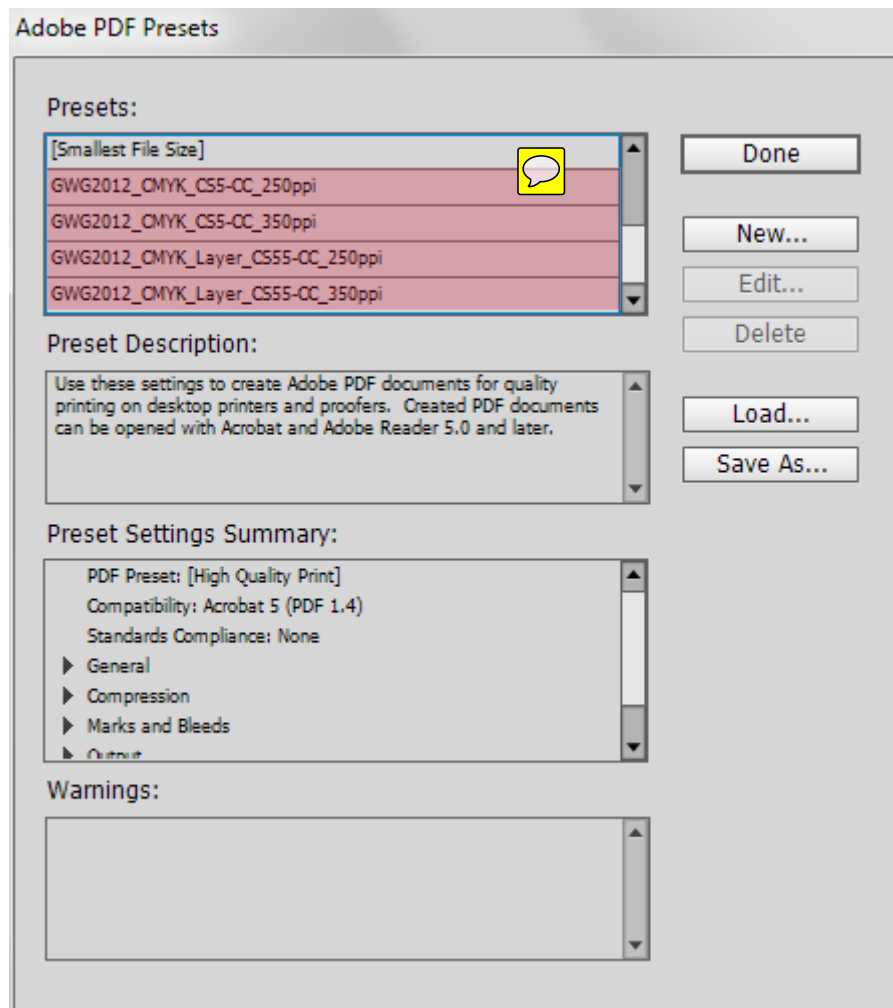 Adobe PDF Presets
Presets:
[Smallest File Size]
GWG2012_CMYK_CS5-CC_250ppi
GWG2012_CMYK_CS5-CC_350ppi
GWG2012_CMYK_Layer_CS55-CC_250ppi
GWG2012_CMYK_Layer_CS55-CC_350ppi
Done
New...
Edit...
Delete
Load...
Save As...
Preset Description:
Use these settings to create Adobe PDF documents for quality
printing on desktop printers and proofers.  Created PDF documents
can be opened with Acrobat and Adobe Reader 5.0 and later.
Preset Settings Summary:
PDF Preset: [High Quality Print]
Compatibility: Acrobat 5 (PDF 1.4)
Standards Compliance: None
General
Compression
Marks and Bleeds
Output
Warnings: